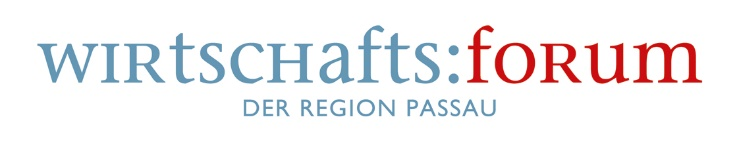 WIRtSCHafts:foRum
DER REGION PASSAU